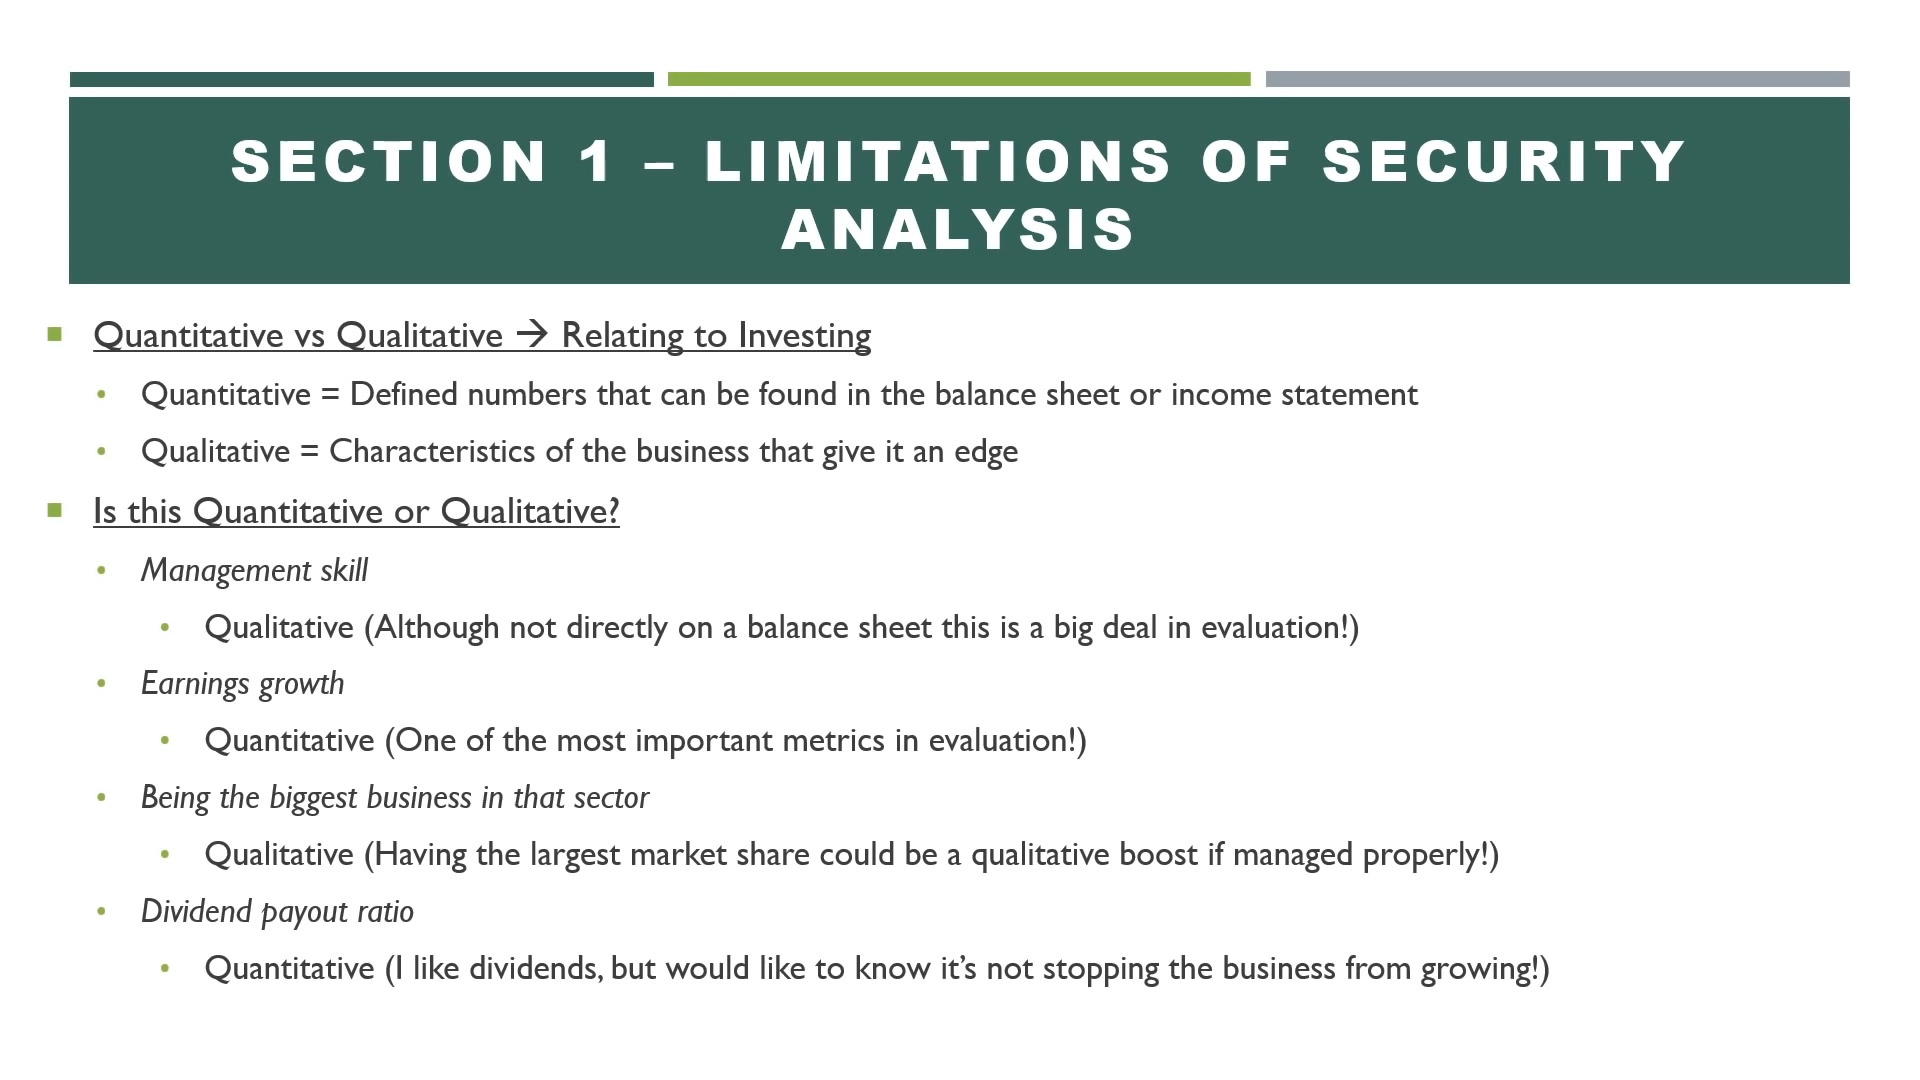 SECTION 1 – LIMITATIONS OF SECURITY
ANALYSIS
Quantitative vs Qualitative → Relating to Investing
Quantitative = Defined numbers that can be found in the balance sheet or income statement
Qualitative = Characteristics of the business that give it an edge
Is this Quantitative or Qualitative?
Management skill
Qualitative (Although not directly on a balance sheet this is a big deal in evaluation!)
Earnings growth
Quantitative (One of the most important metrics in evaluation!)
Being the biggest business in that sector
Qualitative (Having the largest market share could be a qualitative boost if managed properly!)
Dividend payout ratio
Quantitative (I like dividends, but would like to know it’s not stopping the business from growing!)